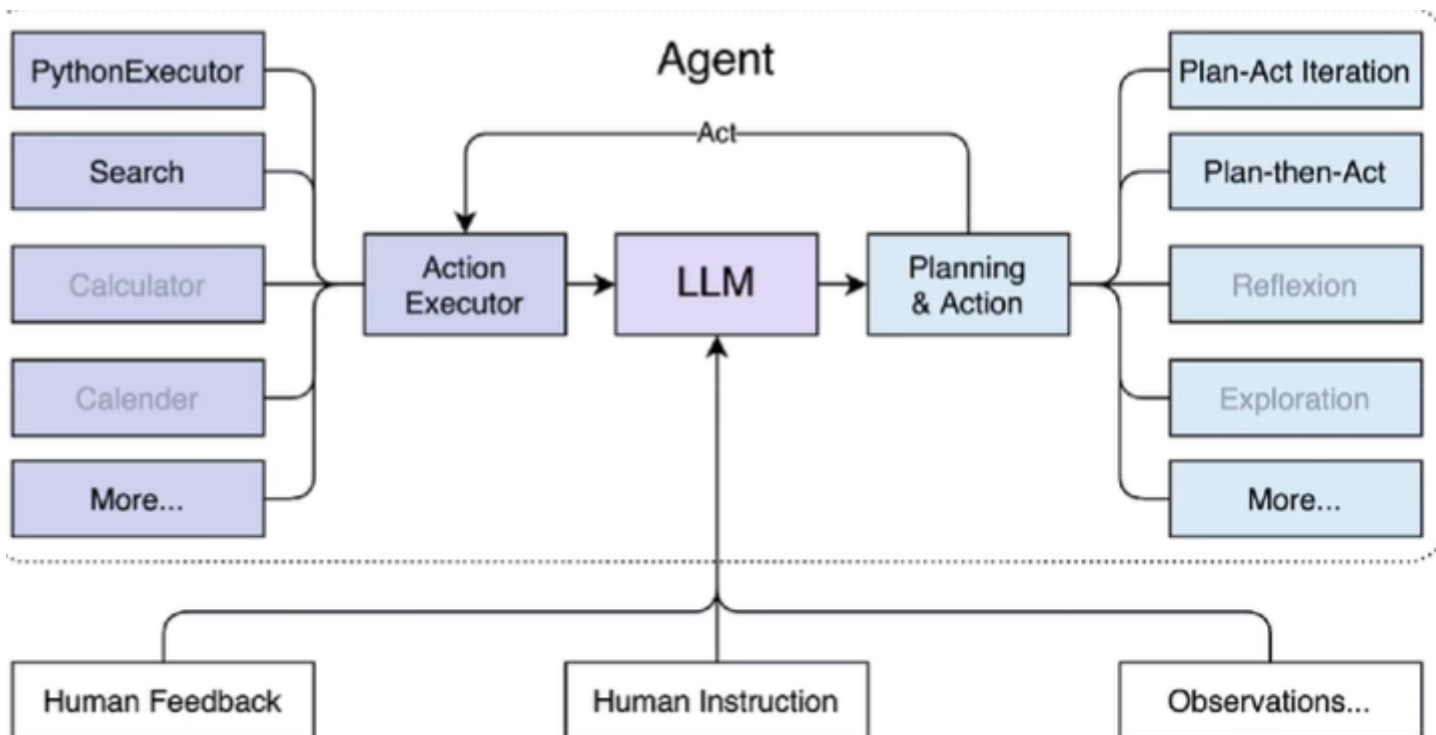 Agent
PythonExecutor
Search
Calculator
Calender
More...
Act
Action
Executor
LLM
Planning
& Action
Plan-Act Iteration
Plan-then-Act
Reflexion
Exploration
More...
Human Feedback
Human Instruction
Observations...